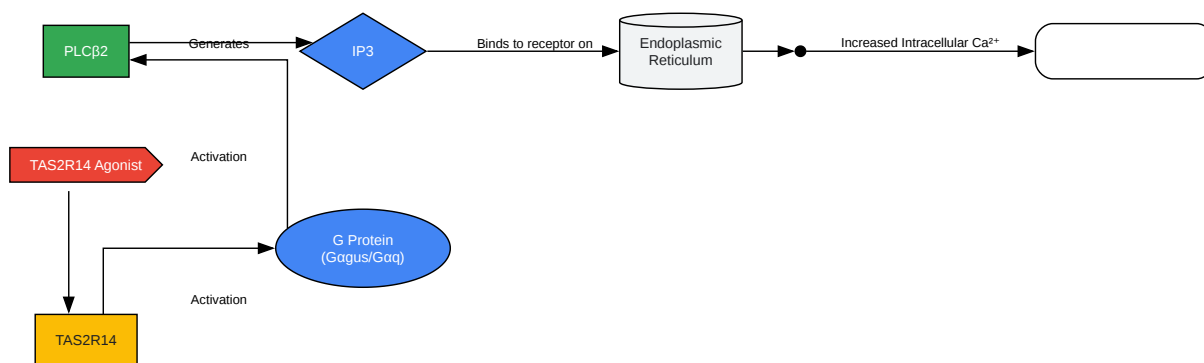 PLCβ2
Generates
IP3
Binds to receptor on
Endoplasmic
Reticulum
Increased Intracellular Ca²⁺
TAS2R14 Agonist
Activation
G Protein
(Gαgus/Gαq)
Activation
TAS2R14